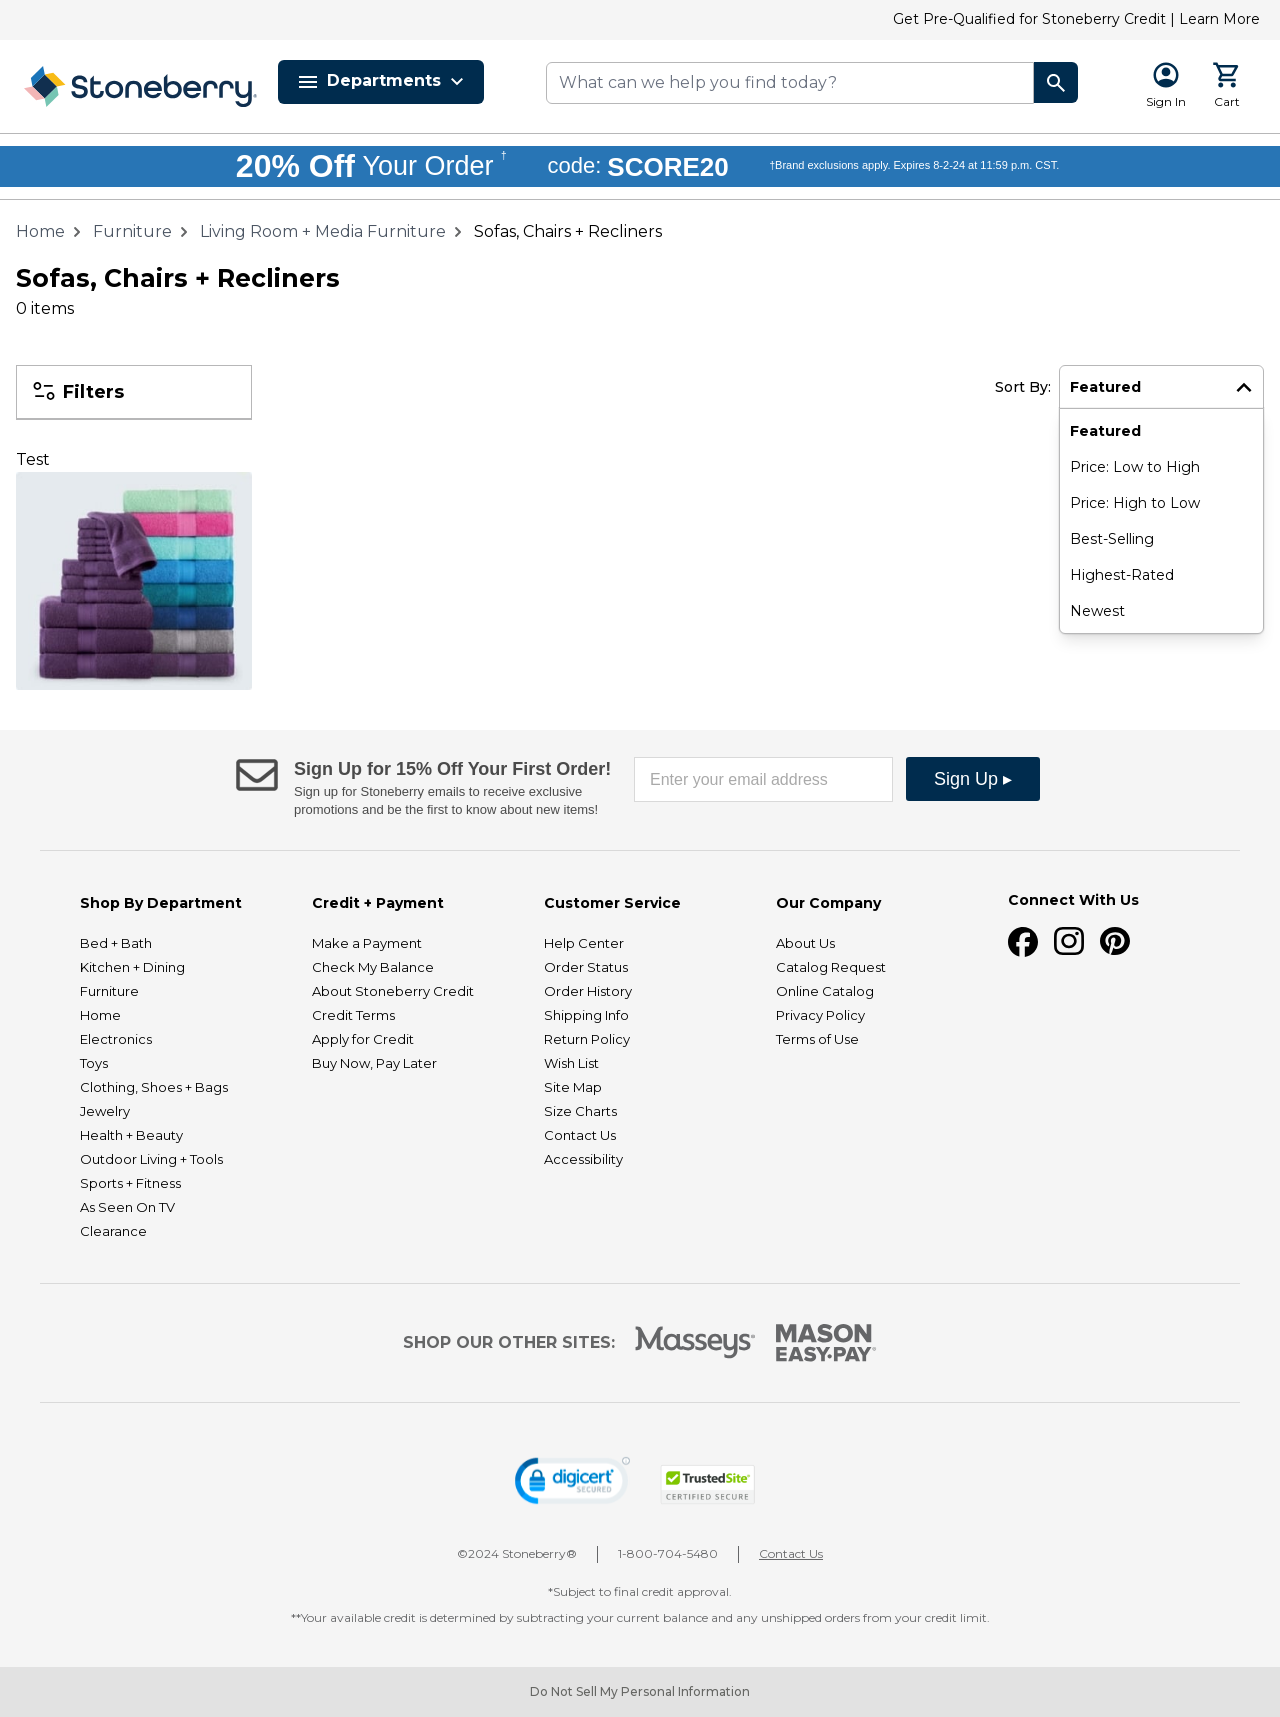 Get Pre-Qualified for Stoneberry Credit | Learn More
Stoneberry
Departments
What can we help you find today?
Sign In
Cart
20% Off Your Order † code: SCORE20 †Brand exclusions apply. Expires 8-2-24 at 11:59 p.m. CST.
Home > Furniture > Living Room + Media Furniture > Sofas, Chairs + Recliners
Sofas, Chairs + Recliners
0 items
Filters
Sort By: Featured
Featured
Price: Low to High
Price: High to Low
Best-Selling
Highest-Rated
Newest
Test
Sign Up for 15% Off Your First Order!
Sign up for Stoneberry emails to receive exclusive
promotions and be the first to know about new items!
Enter your email address
Sign Up ▸
Shop By Department
Bed + Bath
Kitchen + Dining
Furniture
Home
Electronics
Toys
Clothing, Shoes + Bags
Jewelry
Health + Beauty
Outdoor Living + Tools
Sports + Fitness
As Seen On TV
Clearance
Credit + Payment
Make a Payment
Check My Balance
About Stoneberry Credit
Credit Terms
Apply for Credit
Buy Now, Pay Later
Customer Service
Help Center
Order Status
Order History
Shipping Info
Return Policy
Wish List
Site Map
Size Charts
Contact Us
Accessibility
Our Company
About Us
Catalog Request
Online Catalog
Privacy Policy
Terms of Use
Connect With Us
SHOP OUR OTHER SITES:
Masseys
MASON
EASY•PAY®
digicert
SECURED
TrustedSite
CERTIFIED SECURE
©2024 Stoneberry® | 1-800-704-5480 | Contact Us
*Subject to final credit approval.
**Your available credit is determined by subtracting your current balance and any unshipped orders from your credit limit.
Do Not Sell My Personal Information